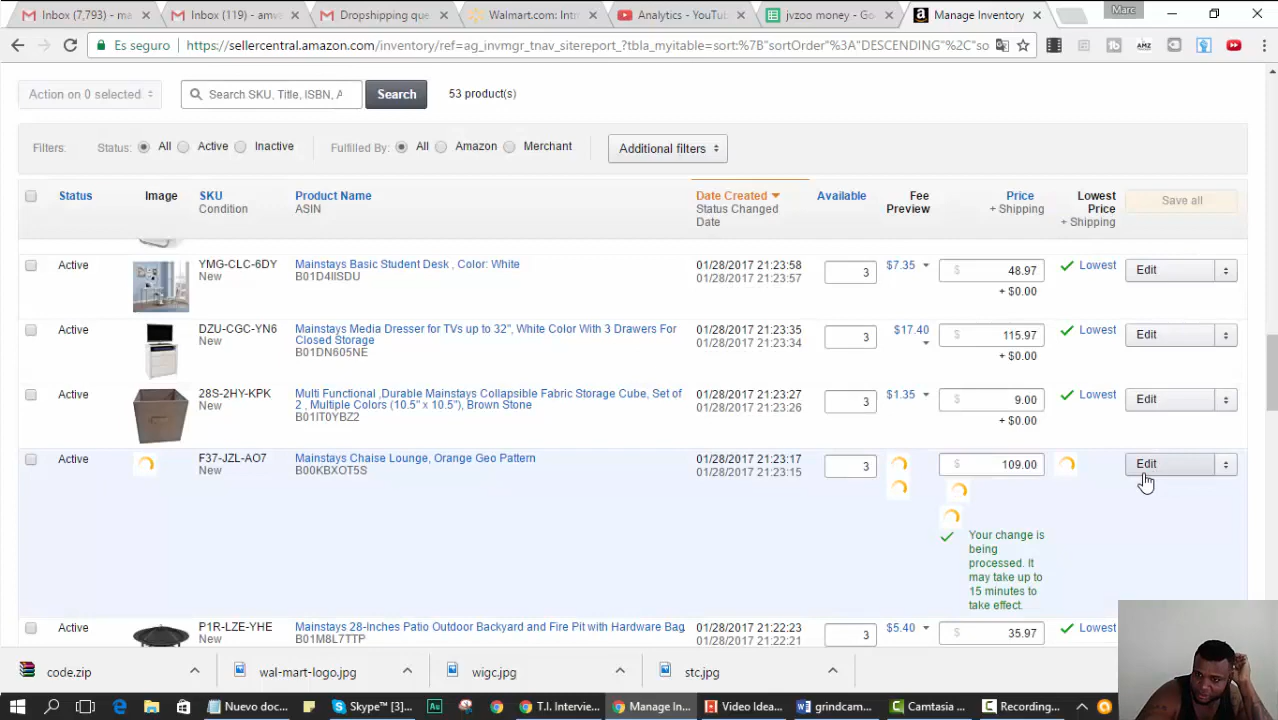 Inbox (7,793) - ma
Inbox (119) - amw
Dropshipping que
Walmart.com: Intr
Analytics - YouTu
jvzoo money - Go
Manage Inventory
Marc
Es seguro
https://sellercentral.amazon.com/inventory/ref=ag_invmgr_tnav_sitereport_?tbla_myitable=sort:%7B"sortOrder"%3A"DESCENDING"%2C"so
Action on 0 selected
Search SKU, Title, ISBN, A
Search
53 product(s)
Filters:
Status:
All
Active
Inactive
Fulfilled By:
All
Amazon
Merchant
Additional filters
Status
Image
SKU
Condition
Product Name
ASIN
Date Created
Status Changed
Date
Available
Fee
Preview
Price
+ Shipping
Lowest
Price
+ Shipping
Save all
Active
YMG-CLC-6DY
New
Mainstays Basic Student Desk , Color: White
B01D4IISDU
01/28/2017 21:23:58
01/28/2017 21:23:57
3
$7.35
$ 48.97
+ $0.00
Lowest
Edit
Active
DZU-CGC-YN6
New
Mainstays Media Dresser for TVs up to 32", White Color With 3 Drawers For
Closed Storage
B01DN605NE
01/28/2017 21:23:35
01/28/2017 21:23:34
3
$17.40
$ 115.97
+ $0.00
Lowest
Edit
Active
28S-2HY-KPK
New
Multi Functional ,Durable Mainstays Collapsible Fabric Storage Cube, Set of
2 , Multiple Colors (10.5" x 10.5"), Brown Stone
B01IT0YBZ2
01/28/2017 21:23:27
01/28/2017 21:23:26
3
$1.35
$ 9.00
+ $0.00
Lowest
Edit
Active
F37-JZL-AO7
New
Mainstays Chaise Lounge, Orange Geo Pattern
B00KBXOT5S
01/28/2017 21:23:17
01/28/2017 21:23:15
3
$ 109.00
Edit
Your change is
being
processed. It
may take up to
15 minutes to
take effect.
Active
P1R-LZE-YHE
New
Mainstays 28-Inches Patio Outdoor Backyard and Fire Pit with Hardware Bag,
B01M8L7TTP
01/28/2017 21:22:23
01/28/2017 21:22:21
3
$5.40
$ 35.97
Lowest
code.zip
wal-mart-logo.jpg
wigc.jpg
stc.jpg
Nuevo doc...
Skype™ [3]...
T.I. Intervie...
Manage In...
Video Idea...
grindcam...
Camtasia ...
Recording...